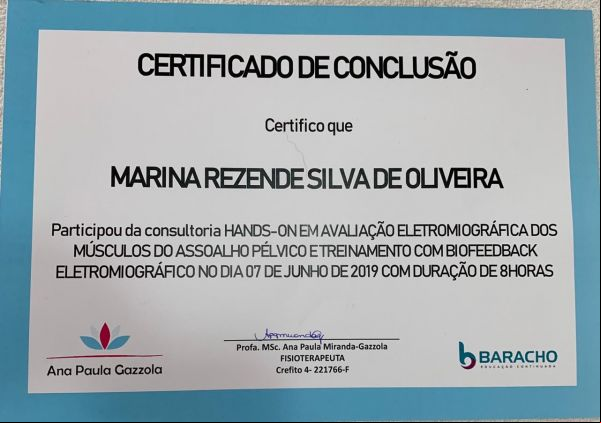 CERTIFICADO DE CONCLUSÃO
Certifico que
MARINA REZENDE SILVA DE OLIVEIRA
Participou da consultoria HANDS-ON EM AVALIAÇÃO ELETROMIOGRÁFICA DOS
MÚSCULOS DO ASSOALHO PÉLVICO E TREINAMENTO COM BIOFEEDBACK
ELETROMIOGRÁFICO NO DIA 07 DE JUNHO DE 2019 COM DURAÇÃO DE 8HORAS
Ana Paula Gazzola
Profa. MSc. Ana Paula Miranda-Gazzola
FISIOTERAPEUTA
Crefito 4- 221766-F
BARACHO
EDUCAÇÃO CONTINUADA